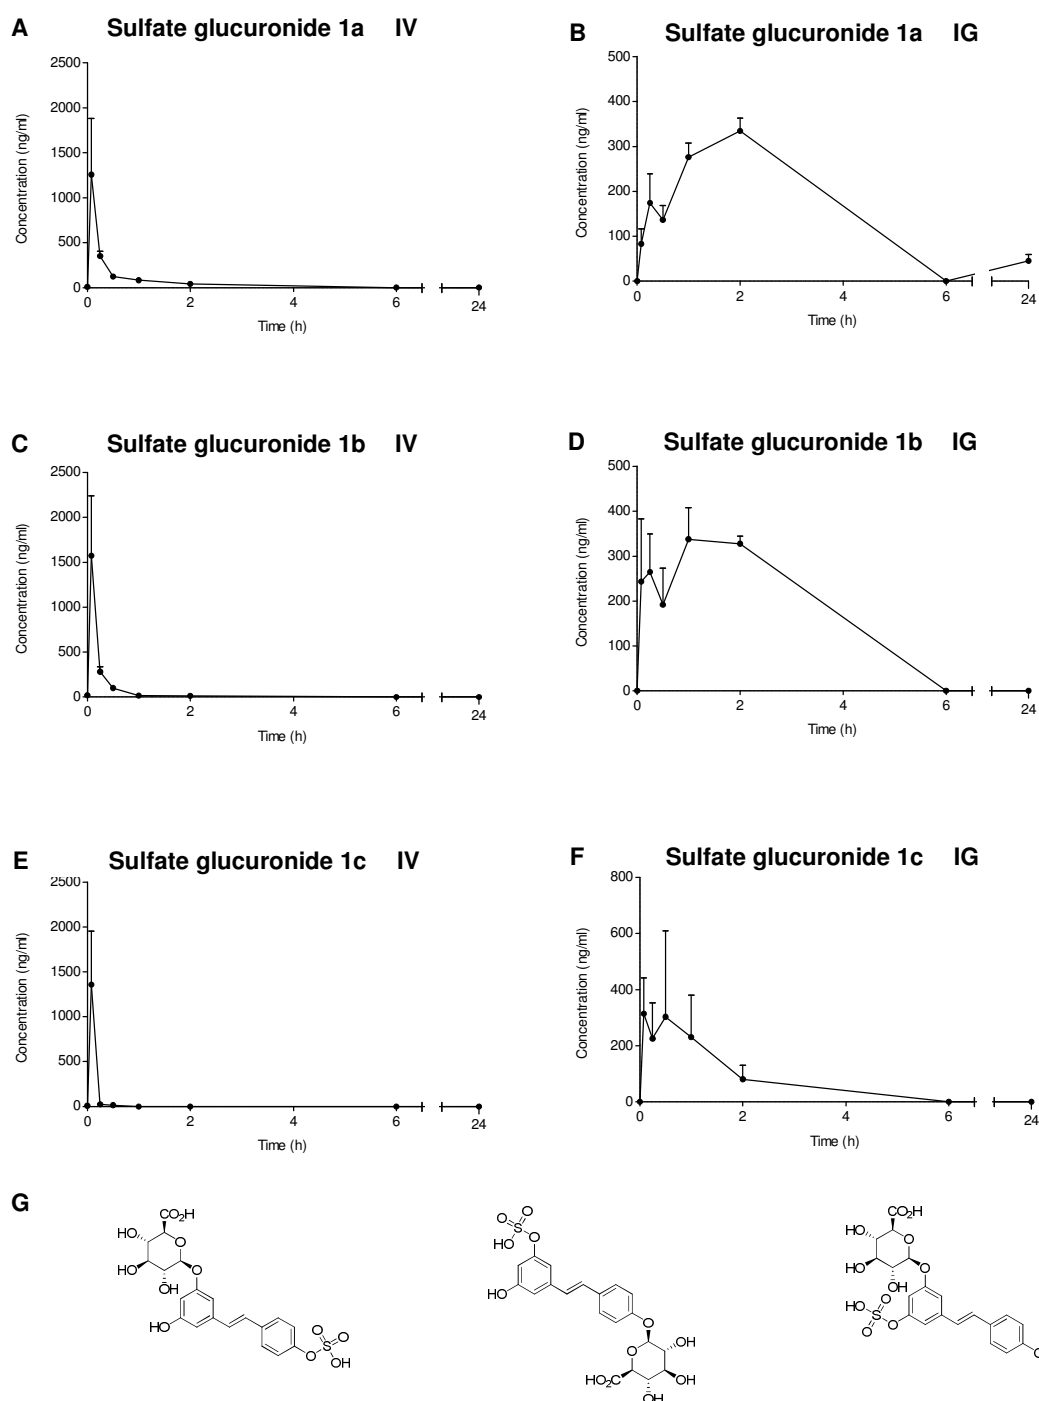 A Sulfate glucuronide 1a IV
2500
2000
1500
1000
500
0
Concentration (ng/ml)
0 2 4 6 24
Time (h)
B Sulfate glucuronide 1a IG
500
400
300
200
100
0
Concentration (ng/ml)
0 2 4 6 24
Time (h)
C Sulfate glucuronide 1b IV
2500
2000
1500
1000
500
0
Concentration (ng/ml)
0 2 4 6 24
Time (h)
D Sulfate glucuronide 1b IG
500
400
300
200
100
0
Concentration (ng/ml)
0 2 4 6 24
Time (h)
E Sulfate glucuronide 1c IV
2500
2000
1500
1000
500
0
Concentration (ng/ml)
0 2 4 6 24
Time (h)
F Sulfate glucuronide 1c IG
800
600
400
200
0
Concentration (ng/ml)
0 2 4 6 24
Time (h)
G
CO2H
HO
O
HO
OH
O
HO
O
O
S
O
OH
O
O
S
HO
O
HO
O
O
OH
HO2C
OH
OH
CO2H
HO
O
HO
OH
O
HO
O
S
O
O